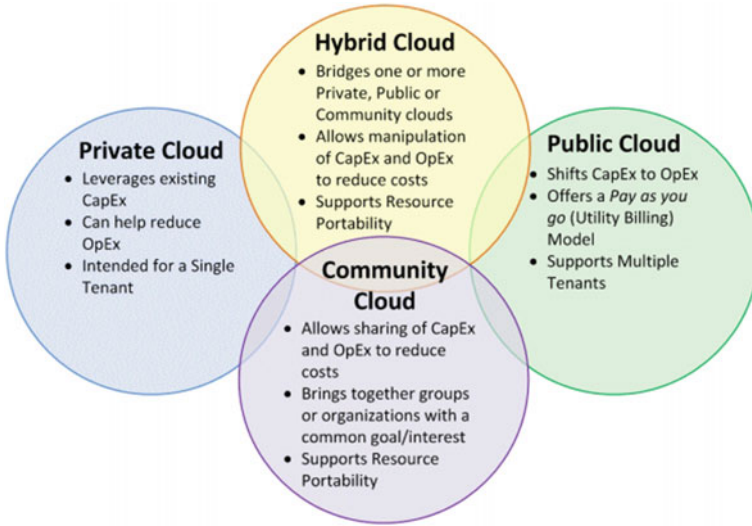 Hybrid Cloud
• Bridges one or more
Private, Public or
Community clouds
• Allows manipulation
of CapEx and OpEx
to reduce costs
• Supports Resource
Portability
Private Cloud
• Leverages existing
CapEx
• Can help reduce
OpEx
• Intended for a Single
Tenant
Public Cloud
• Shifts CapEx to OpEx
• Offers a Pay as you
go (Utility Billing)
Model
• Supports Multiple
Tenants
Community
Cloud
• Allows sharing of CapEx
and OpEx to reduce
costs
• Brings together groups
or organizations with a
common goal/interest
• Supports Resource
Portability